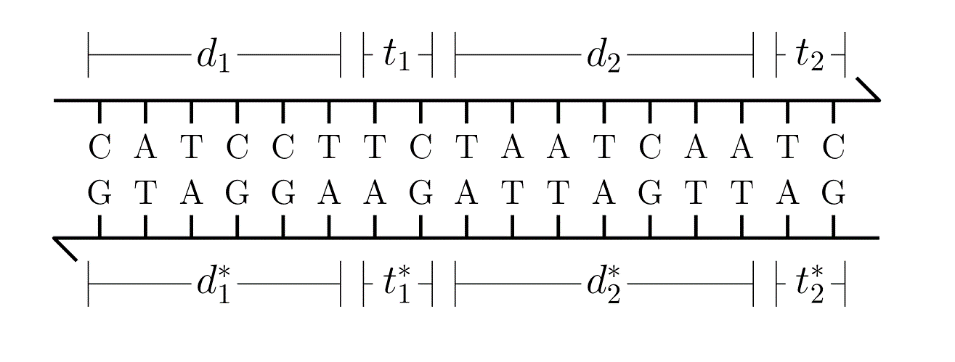 d₁ t₁ d₂ t₂
C A T C C T T C T A A T C A A T C
G T A G G A A G A T T A G T T A G
d₁* t₁* d₂* t₂*